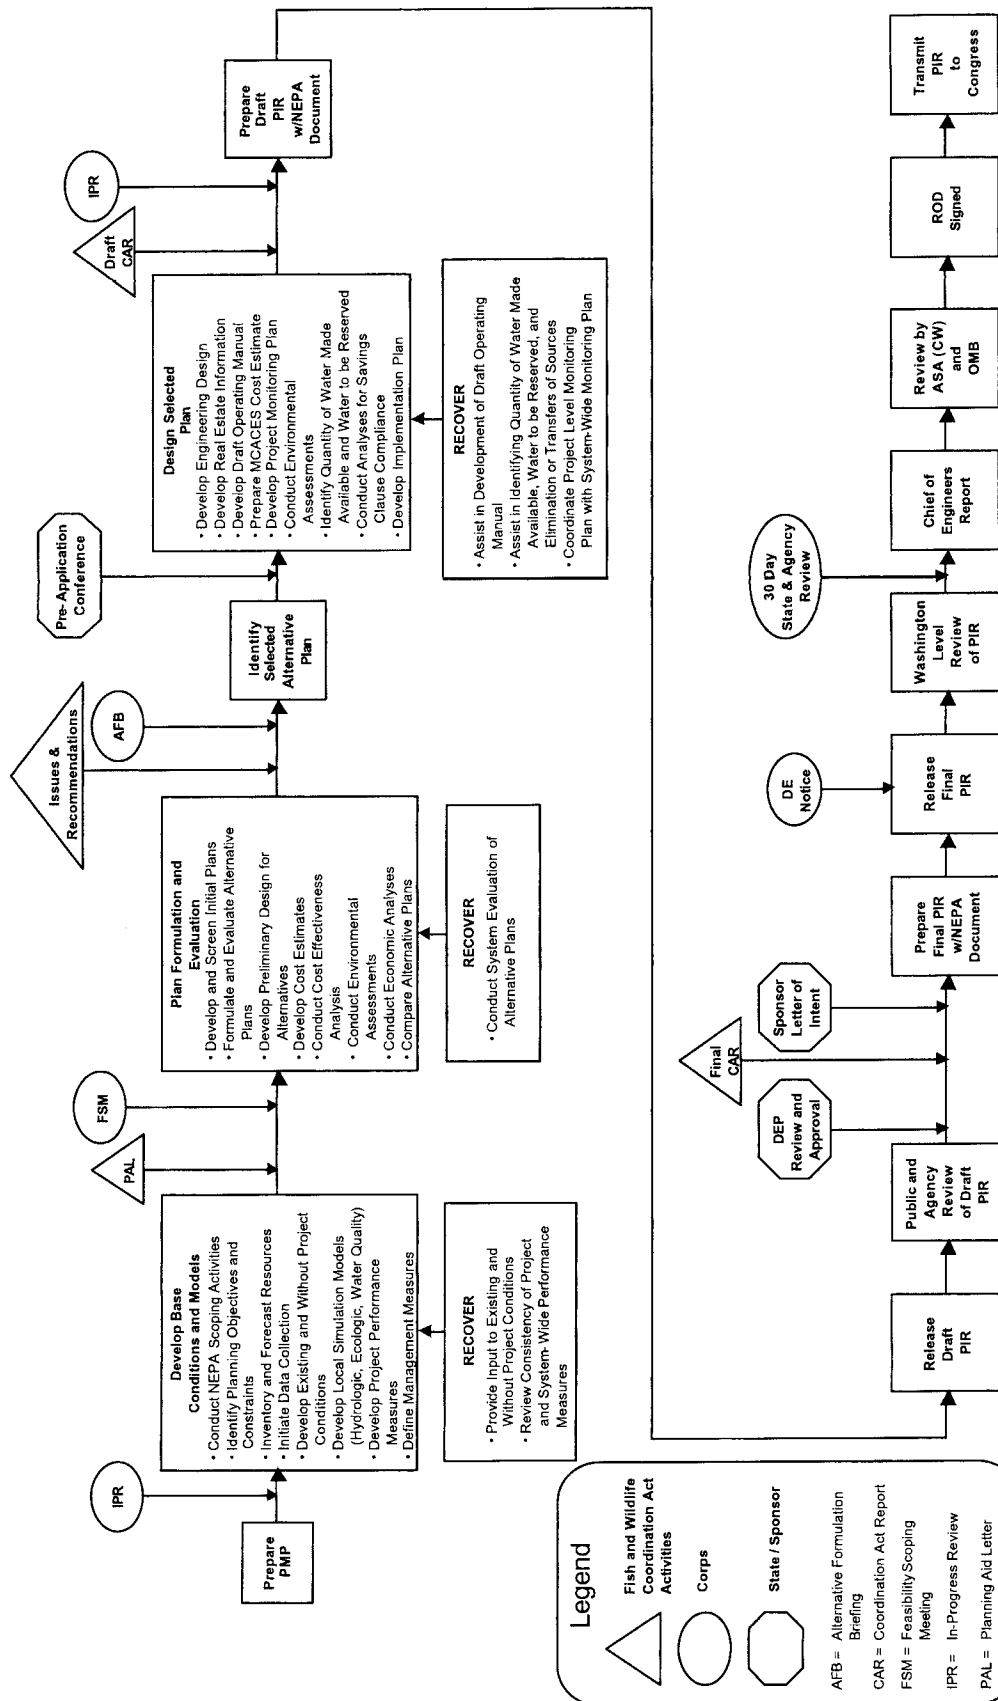 Prepare
PMP
IPR
Develop Base
Conditions and Models
• Conduct NEPA Scoping Activities
• Identify Planning Objectives and
Constraints
• Inventory and Forecast Resources
• Initiate Data Collection
• Develop Existing and Without Project
Conditions
• Develop Local Simulation Models
(Hydrologic, Ecologic, Water Quality)
• Develop Project Performance
Measures
• Define Management Measures
RECOVER
• Provide Input to Existing and
Without Project Conditions
• Review Consistency of Project
and System-Wide Performance
Measures
PAL
FSM
Plan Formulation and
Evaluation
• Develop and Screen Initial Plans
• Formulate and Evaluate Alternative
Plans
• Develop Preliminary Design for
Alternatives
• Develop Cost Estimates
• Conduct Cost Effectiveness
Analysis
• Conduct Environmental
Assessments
• Conduct Economic Analyses
• Compare Alternative Plans
RECOVER
• Conduct System Evaluation of
Alternative Plans
Issues &
Recommendations
AFB
Identify
Selected
Alternative
Plan
Pre-Application
Conference
Design Selected
Plan
• Develop Engineering Design
• Develop Real Estate Information
• Develop Draft Operating Manual
• Prepare MCACES Cost Estimate
• Develop Project Monitoring Plan
• Conduct Environmental
Assessments
• Identify Quantity of Water Made
Available and Water to be Reserved
• Conduct Analyses for Savings
Clause Compliance
• Develop Implementation Plan
RECOVER
• Assist in Development of Draft Operating
Manual
• Assist in Identifying Quantity of Water Made
Available, Water to be Reserved, and
Elimination or Transfers of Sources
• Coordinate Project Level Monitoring
Plan with System-Wide Monitoring Plan
Draft
CAR
IPR
Prepare
Draft
PIR
w/NEPA
Document
Release
Draft
PIR
Public and
Agency
Review
of Draft
PIR
DEP
Review and
Approval
Final
CAR
Sponsor
Letter of
Intent
Prepare
Final PIR
w/NEPA
Document
DE
Notice
Release
Final
PIR
Washington
Level
Review
of PIR
30 Day
State & Agency
Review
Chief of
Engineers
Report
Review by
ASA (CW)
and
OMB
ROD
Signed
Transmit
PIR
to
Congress
Legend
Fish and Wildlife
Coordination Act
Activities
Corps
State / Sponsor
AFB = Alternative Formulation
Briefing
CAR = Coordination Act Report
FSM = Feasibility Scoping
Meeting
IPR = In-Progress Review
PAL = Planning Aid Letter